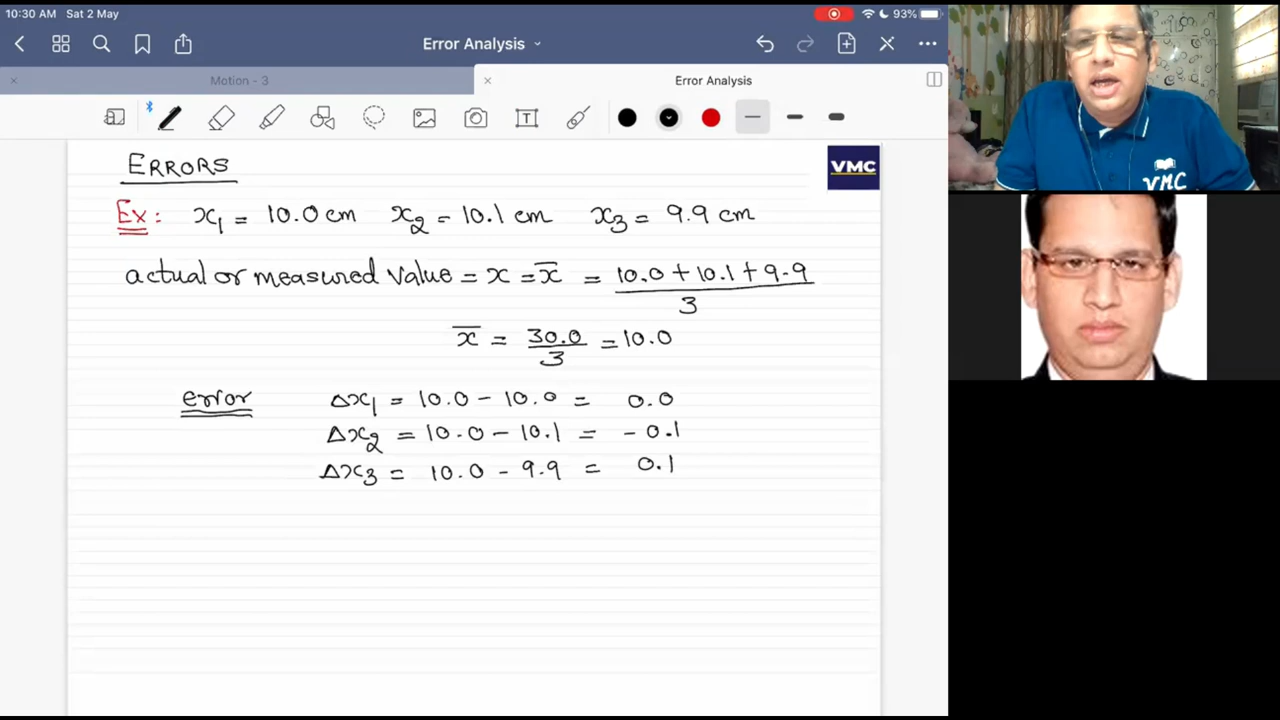 10:30 AM Sat 2 May 93%
Error Analysis
Motion - 3 Error Analysis
ERRORS
VMC
Ex: x₁ = 10.0 cm x₂ = 10.1 cm x₃ = 9.9 cm
actual or measured value = x = x̄ = (10.0 + 10.1 + 9.9)/3
x̄ = 30.0/3 = 10.0
error Δx₁ = 10.0 - 10.0 = 0.0
Δx₂ = 10.0 - 10.1 = - 0.1
Δx₃ = 10.0 - 9.9 = 0.1
VMC